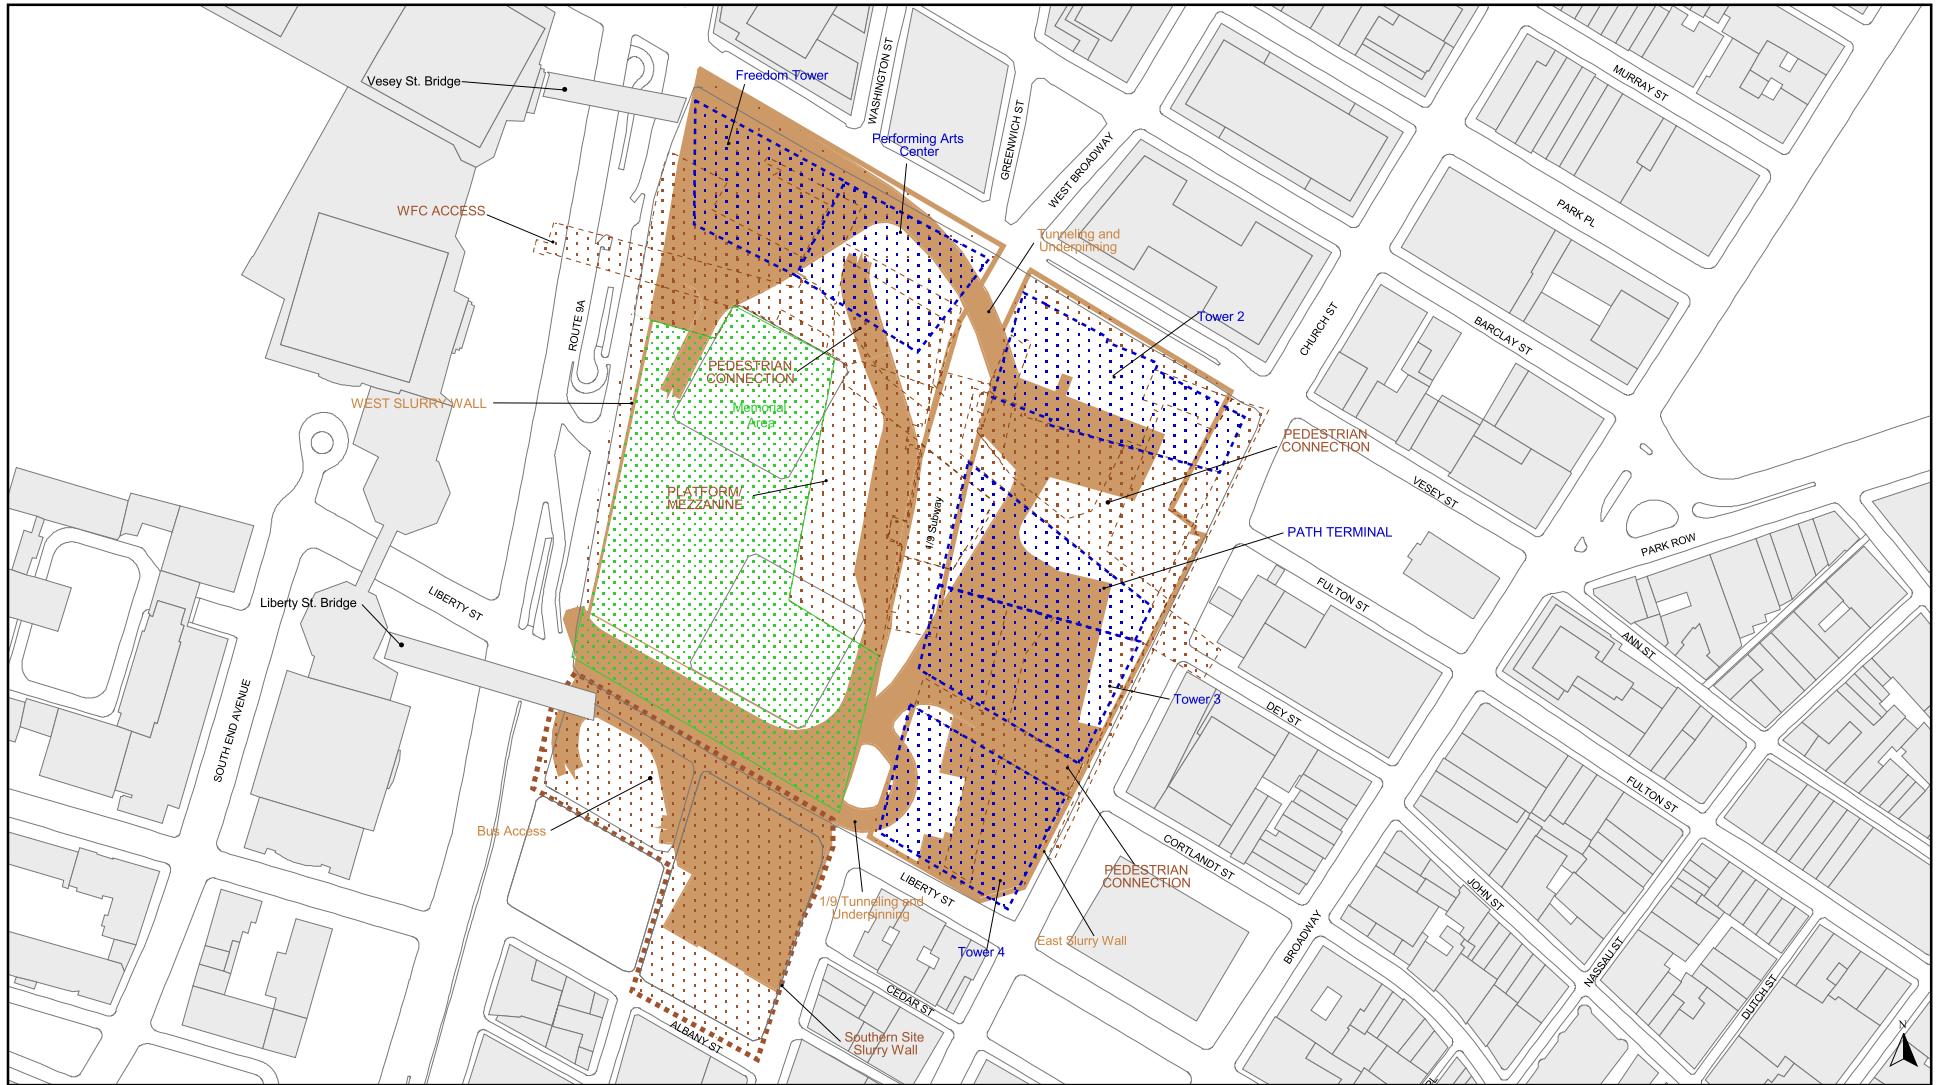 WASHINGTON ST
MURRAY ST
Freedom Tower
Vesey St. Bridge
GREENWICH ST
Performing Arts
Center
WEST BROADWAY
PARK PL
WFC ACCESS
Tunneling and
Underpinning
ROUTE 9A
Tower 2
CHURCH ST
BARCLAY ST
PEDESTRIAN
CONNECTION
WEST SLURRY WALL
Memorial
Area
PEDESTRIAN
CONNECTION
PLATFORM/
MEZZANINE
VESEY ST
1/9 Subway
PATH TERMINAL
PARK ROW
LIBERTY ST
Liberty St. Bridge
FULTON ST
ANN ST
SOUTH END AVENUE
Tower 3
DEY ST
FULTON ST
Bus Access
CORTLANDT ST
PEDESTRIAN
CONNECTION
JOHN ST
LIBERTY ST
1/9 Tunneling and
Underpinning
BROADWAY
East Slurry Wall
Tower 4
NASSAU ST
DUTCH ST
CEDAR ST
ALBANY ST
Southern Site
Slurry Wall
N